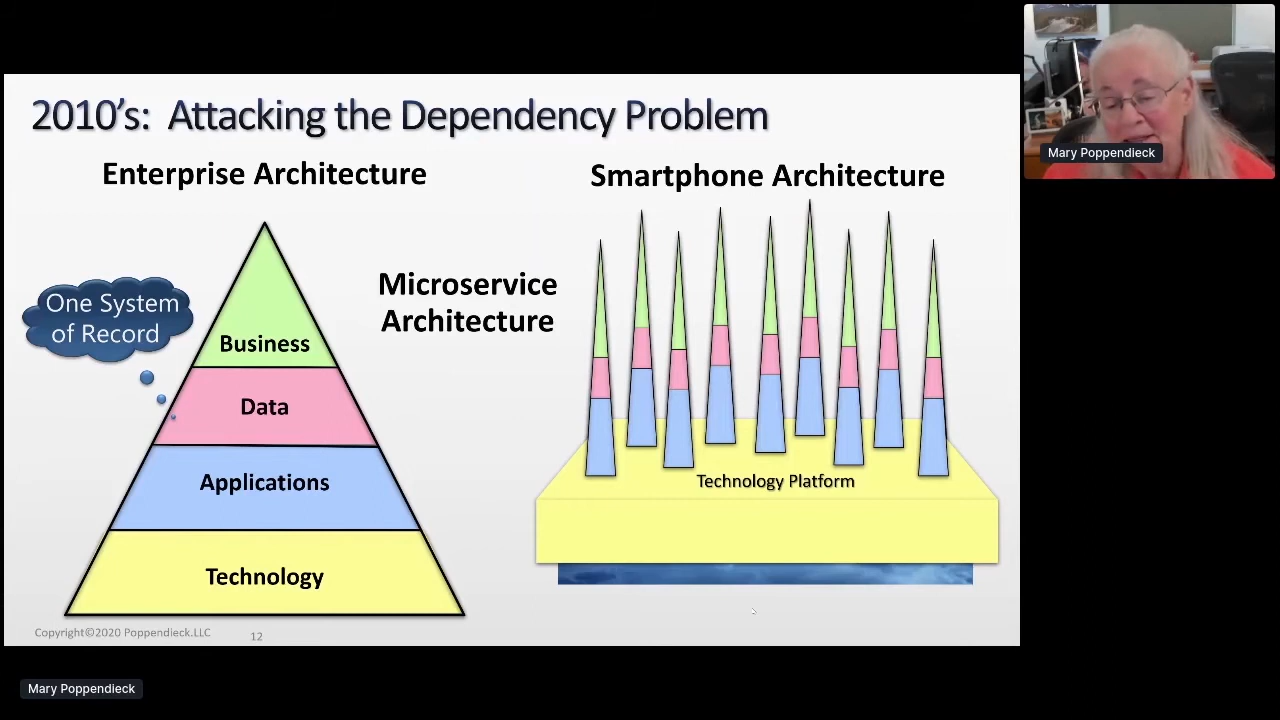 2010's: Attacking the Dependency Problem
Enterprise Architecture
Smartphone Architecture
One System
of Record
Microservice
Architecture
Business
Data
Applications
Technology
Technology Platform
Copyright©2020 Poppendieck.LLC
12
Mary Poppendieck
Mary Poppendieck